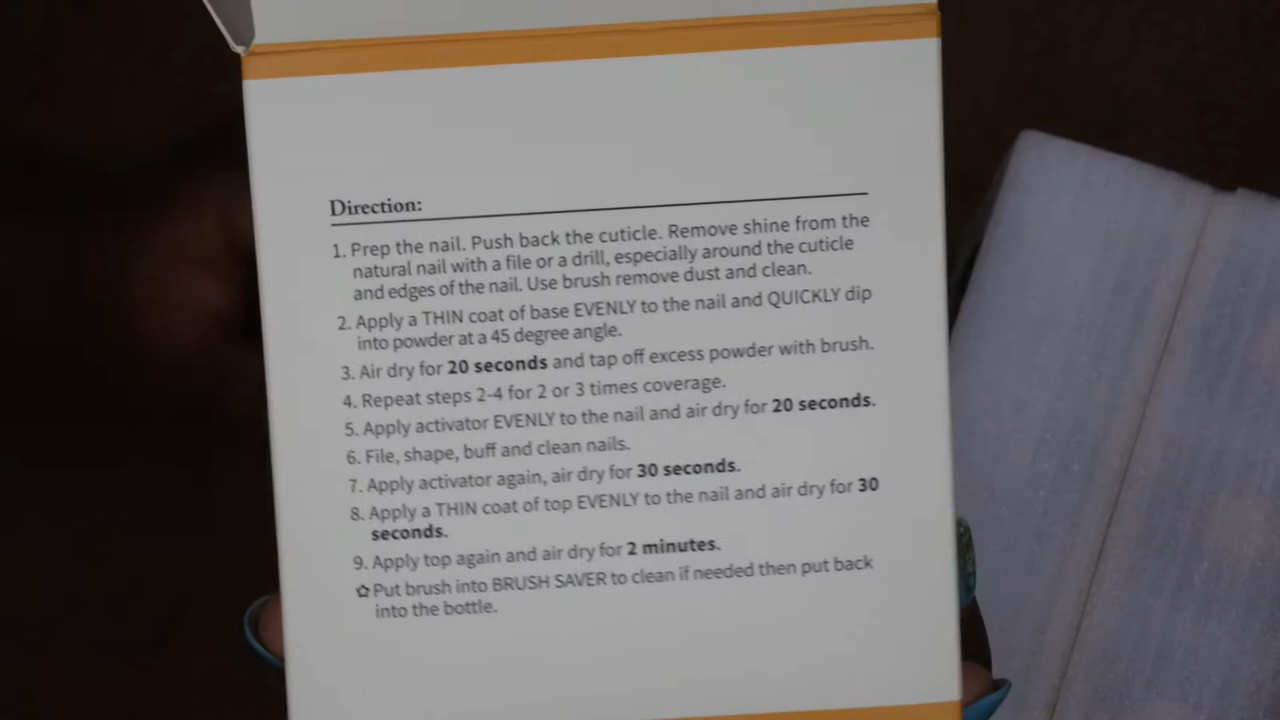 Direction:
1. Prep the nail. Push back the cuticle. Remove shine from the
natural nail with a file or a drill, especially around the cuticle
and edges of the nail. Use brush remove dust and clean.
2. Apply a THIN coat of base EVENLY to the nail and QUICKLY dip
into powder at a 45 degree angle.
3. Air dry for 20 seconds and tap off excess powder with brush.
4. Repeat steps 2-4 for 2 or 3 times coverage.
5. Apply activator EVENLY to the nail and air dry for 20 seconds.
6. File, shape, buff and clean nails.
7. Apply activator again, air dry for 30 seconds.
8. Apply a THIN coat of top EVENLY to the nail and air dry for 30
seconds.
9. Apply top again and air dry for 2 minutes.
✩ Put brush into BRUSH SAVER to clean if needed then put back
into the bottle.